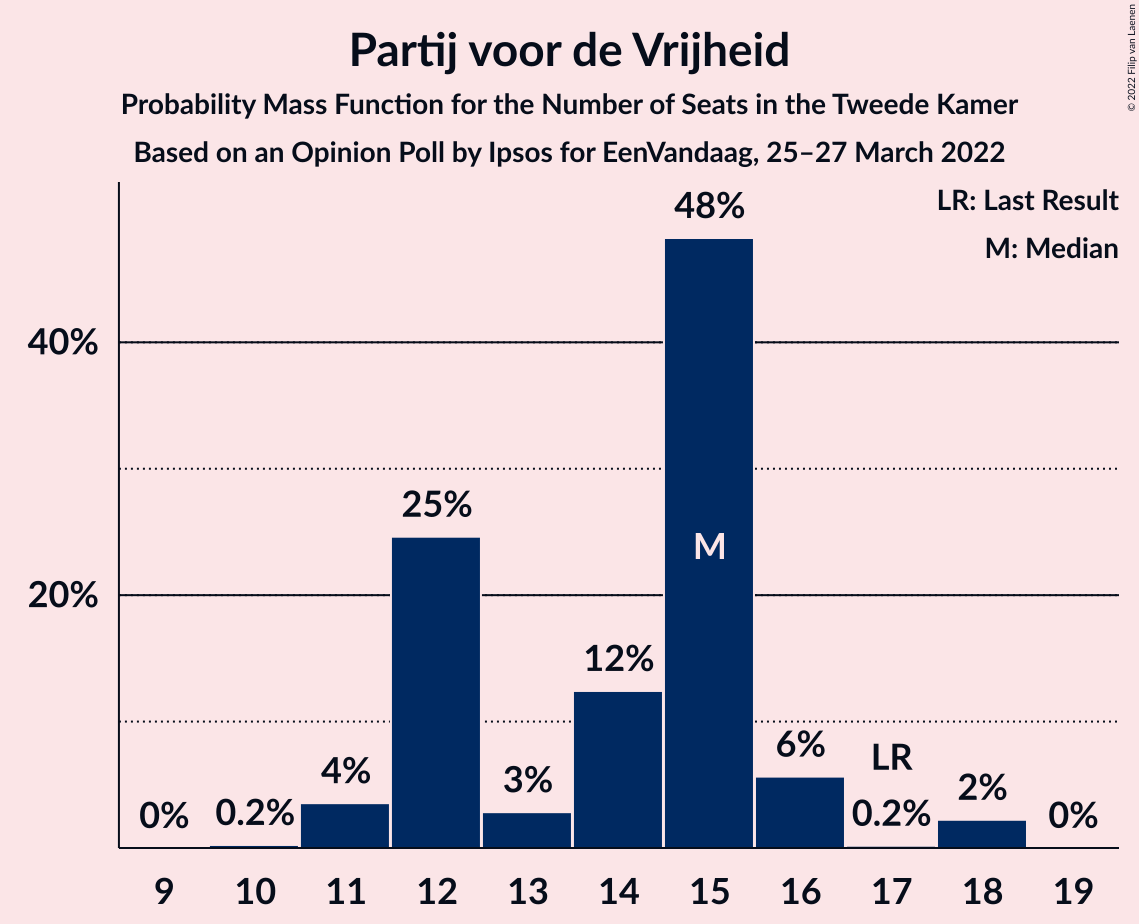 Partij voor de Vrijheid
Probability Mass Function for the Number of Seats in the Tweede Kamer
Based on an Opinion Poll by Ipsos for EenVandaag, 25–27 March 2022
© 2022 Filip van Laenen
LR: Last Result
M: Median
48%
40%
25%
M
20%
12%
6%
LR
4%
3%
2%
0%
0.2%
0.2%
0%
9 10 11 12 13 14 15 16 17 18 19